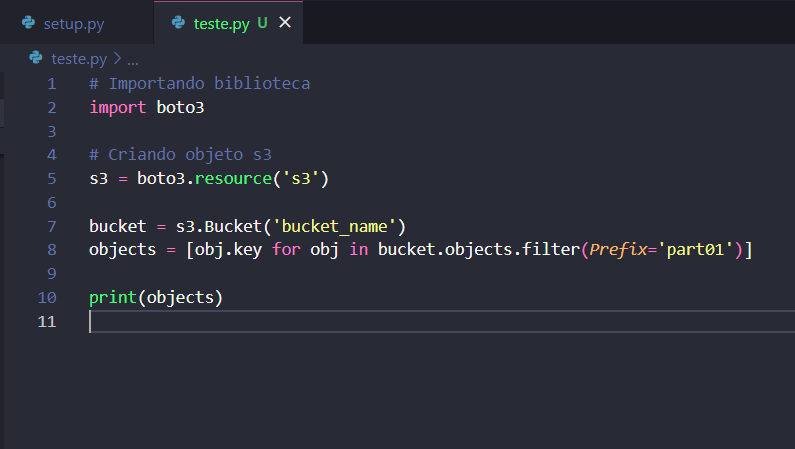 setup.py
teste.py U
teste.py > ...
1 # Importando biblioteca
2 import boto3
3
4 # Criando objeto s3
5 s3 = boto3.resource('s3')
6
7 bucket = s3.Bucket('bucket_name')
8 objects = [obj.key for obj in bucket.objects.filter(Prefix='part01')]
9
10 print(objects)
11